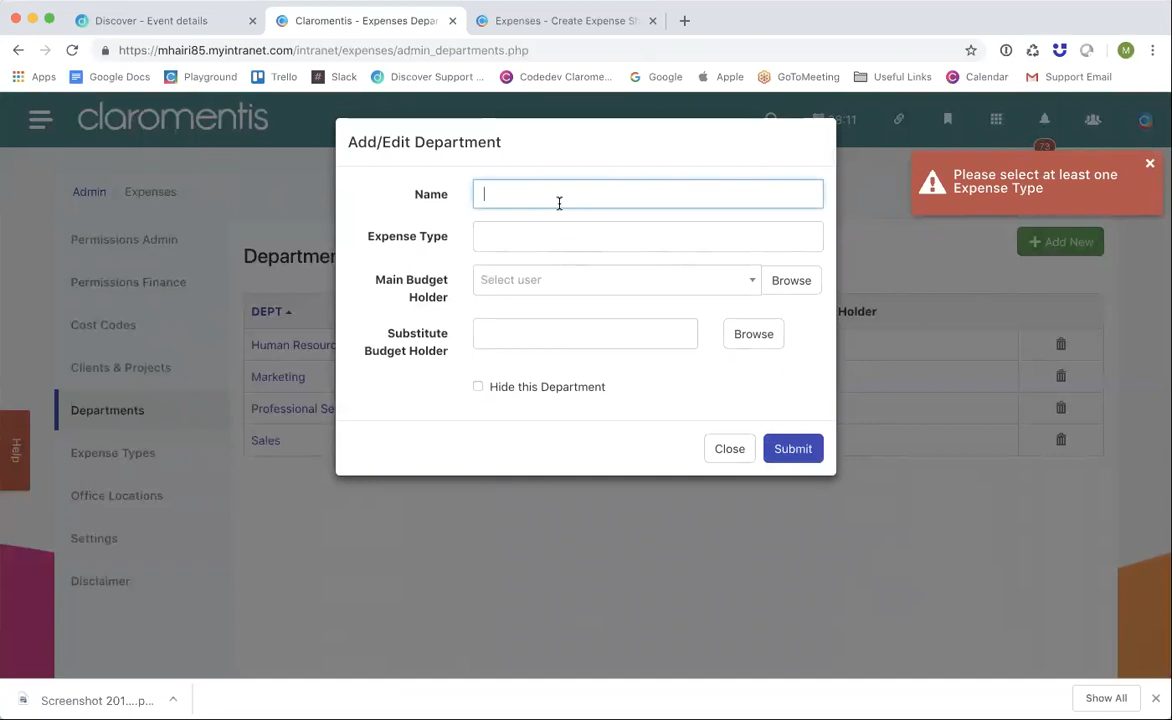 Discover - Event details
Claromentis - Expenses Depar
Expenses - Create Expense Sh
https://mhairi85.myintranet.com/intranet/expenses/admin_departments.php
M
Apps
Google Docs
Playground
Trello
Slack
Discover Support ...
Codedev Clarome...
Google
Apple
GoToMeeting
Useful Links
Calendar
Support Email
claromentis
:11
73
Add/Edit Department
Please select at least one
Expense Type
Admin
Expenses
Name
Permissions Admin
Expense Type
Add New
Departmen
Permissions Finance
Main Budget
Holder
Select user
Browse
DEPT
Holder
Cost Codes
Substitute
Budget Holder
Browse
Human Resourc
Clients & Projects
Marketing
Hide this Department
Departments
Professional Se
Sales
Help
Close
Submit
Expense Types
Office Locations
Settings
Disclaimer
Screenshot 201....p...
Show All